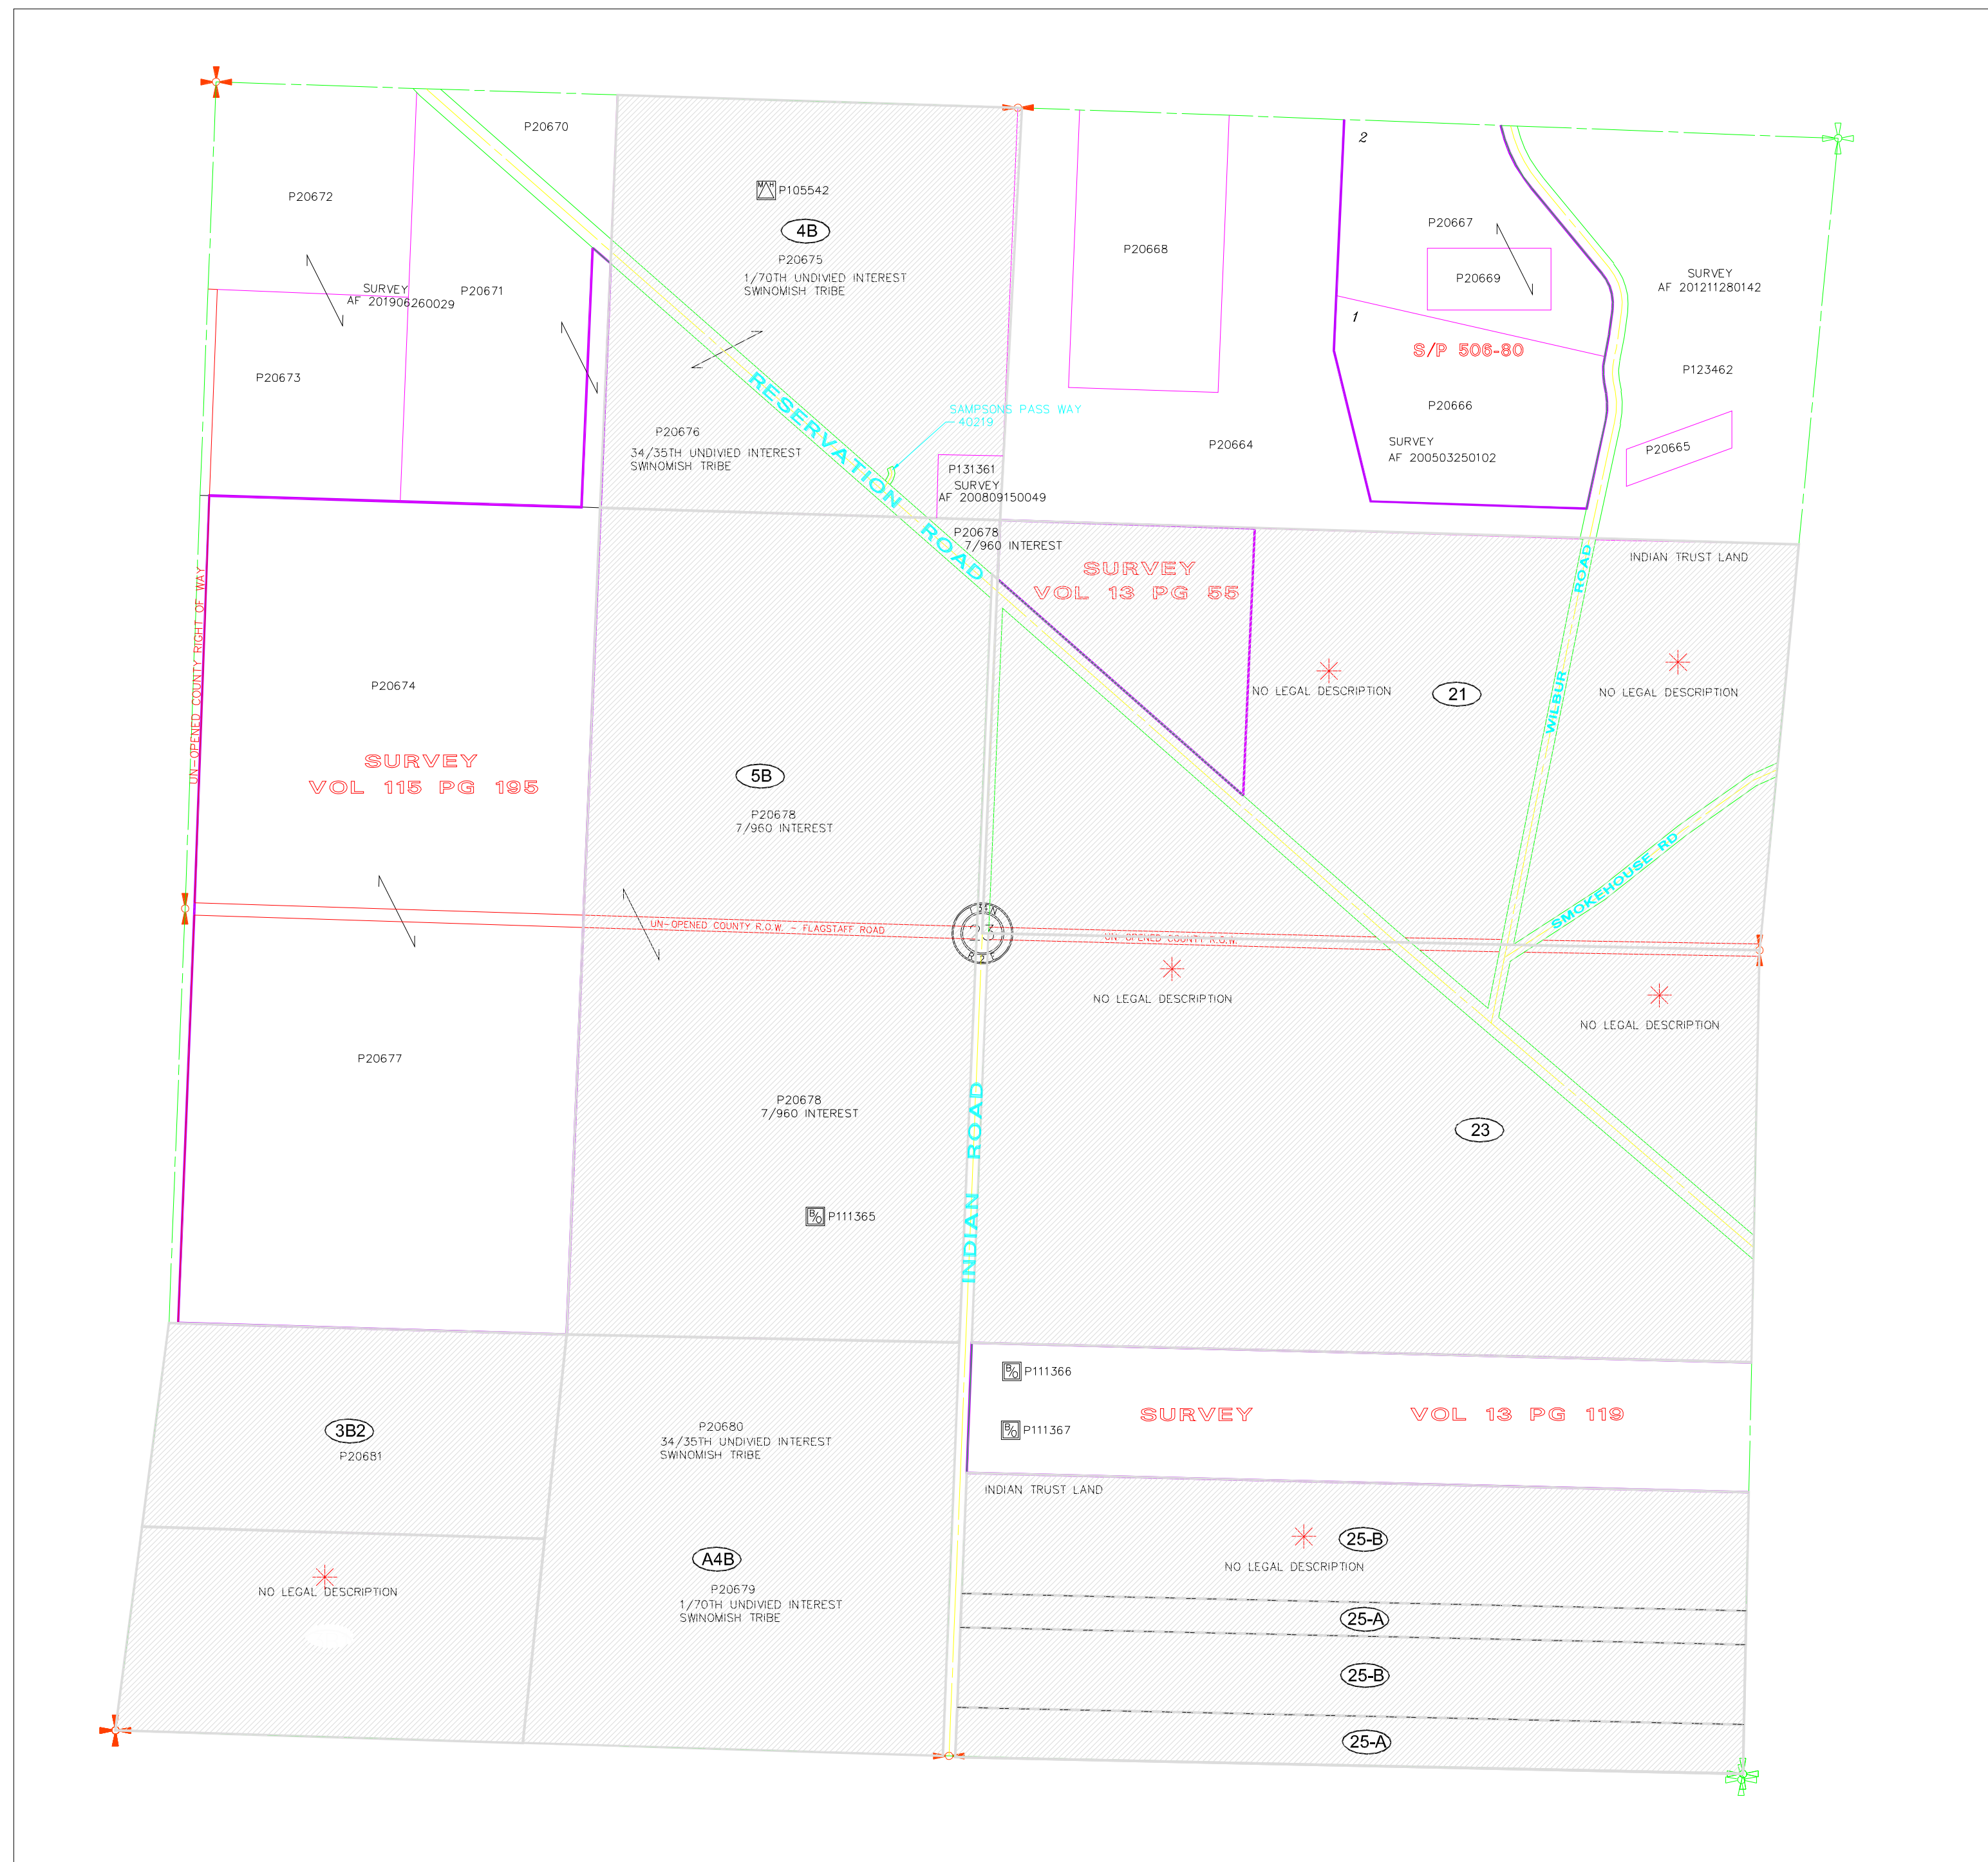 P20670
2
P20672
M H P105542
4B
P20667
P20675
1/70TH UNDIVIED INTEREST
SWINOMISH TRIBE
P20668
P20669
SURVEY
AF 201906260029
P20671
SURVEY
AF 201211280142
1
S/P 506-80
P20673
P123462
RESERVATION ROAD
SAMPSONS PASS WAY
40219
P20666
P20676
34/35TH UNDIVIED INTEREST
SWINOMISH TRIBE
P20664
SURVEY
AF 200503250102
P20665
P131361
SURVEY
AF 200809150049
P20678
7/960 INTEREST
INDIAN TRUST LAND
SURVEY
VOL 13 PG 55
UN-OPENED COUNTY RIGHT OF WAY
WILBUR ROAD
P20674
NO LEGAL DESCRIPTION
21
NO LEGAL DESCRIPTION
SURVEY
VOL 115 PG 195
5B
P20678
7/960 INTEREST
SMOKEHOUSE RD
UN-OPENED COUNTY R.O.W. - FLAGSTAFF ROAD
UN-OPENED COUNTY R.O.W.
R 2 E
NO LEGAL DESCRIPTION
NO LEGAL DESCRIPTION
P20677
P20678
7/960 INTEREST
INDIAN ROAD
23
B/O P111365
B/O P111366
SURVEY VOL 13 PG 119
B/O P111367
3B2
P20681
P20680
34/35TH UNDIVIED INTEREST
SWINOMISH TRIBE
INDIAN TRUST LAND
25-B
NO LEGAL DESCRIPTION
A4B
NO LEGAL DESCRIPTION
P20679
1/70TH UNDIVIED INTEREST
SWINOMISH TRIBE
25-A
25-B
25-A